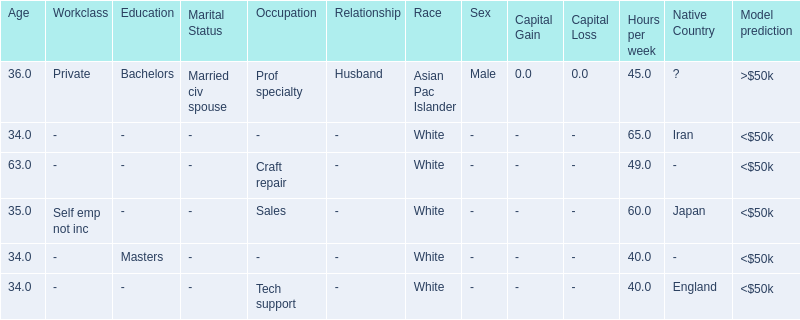 Age Workclass Education Marital Status Occupation Relationship Race Sex Capital Gain Capital Loss Hours per week Native Country Model prediction
36.0 Private Bachelors Married civ spouse Prof specialty Husband Asian Pac Islander Male 0.0 0.0 45.0 ? >$50k
34.0 - - - - - White - - - 65.0 Iran <$50k
63.0 - - - Craft repair - White - - - 49.0 - <$50k
35.0 Self emp not inc - - Sales - White - - - 60.0 Japan <$50k
34.0 - Masters - - - White - - - 40.0 - <$50k
34.0 - - - Tech support - White - - - 40.0 England <$50k